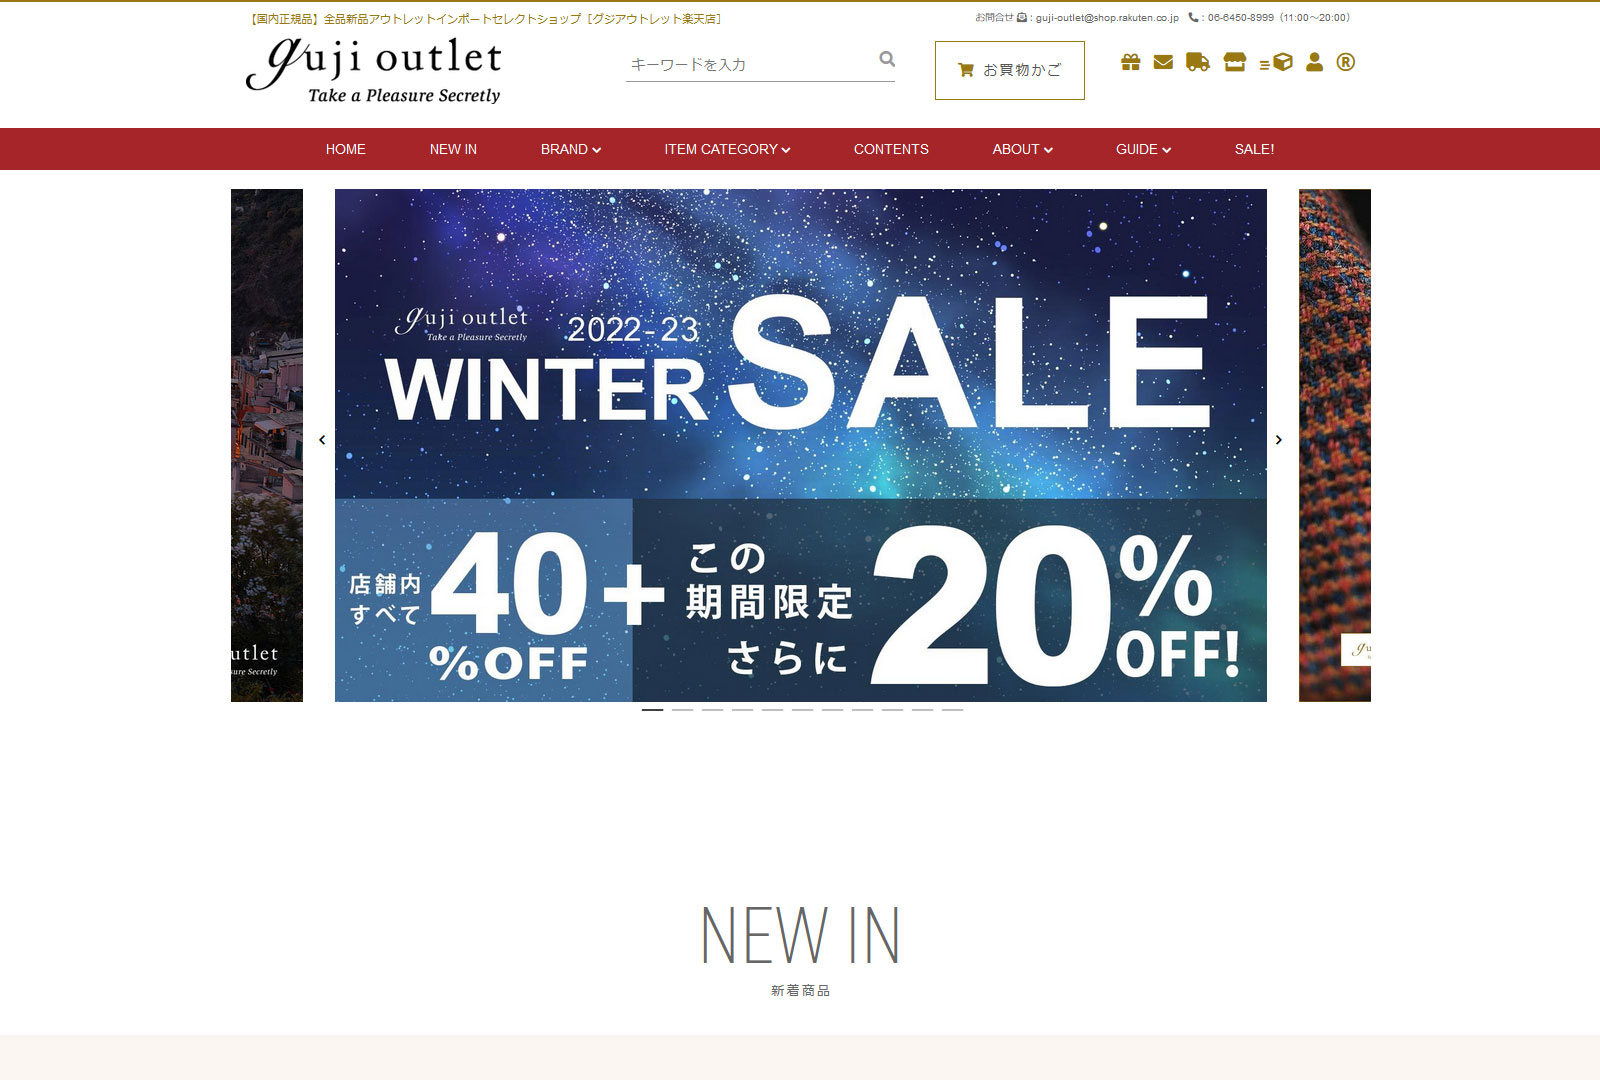 【国内正規品】全品新品アウトレットインポートセレクトショップ［グジアウトレット楽天店］
お問合せ : guji-outlet@shop.rakuten.co.jp : 06-6450-8999（11:00～20:00）
guji outlet
Take a Pleasure Secretly
キーワードを入力
お買物かご
HOME NEW IN BRAND ITEM CATEGORY CONTENTS ABOUT GUIDE SALE!
guji outlet
Take a Pleasure Secretly
2022-23
WINTER SALE
店舗内
すべて
40
%OFF
+
この
期間限定
さらに
20%
OFF!
utlet
sure Secretly
gu
NEW IN
新着商品